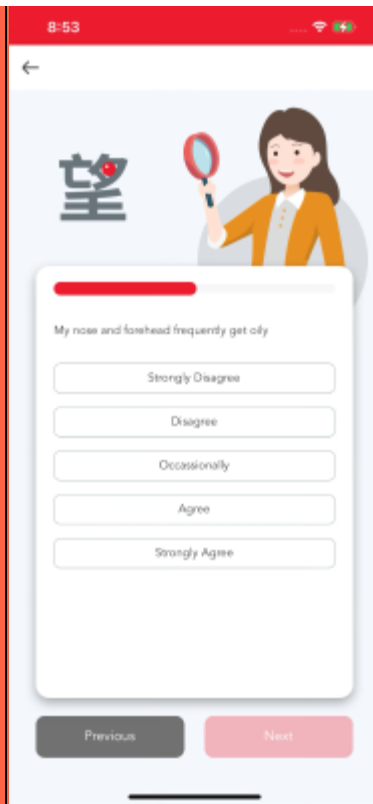 8:53
望
My nose and forehead frequently get oily
Strongly Disagree
Disagree
Occassionally
Agree
Strongly Agree
Previous
Next